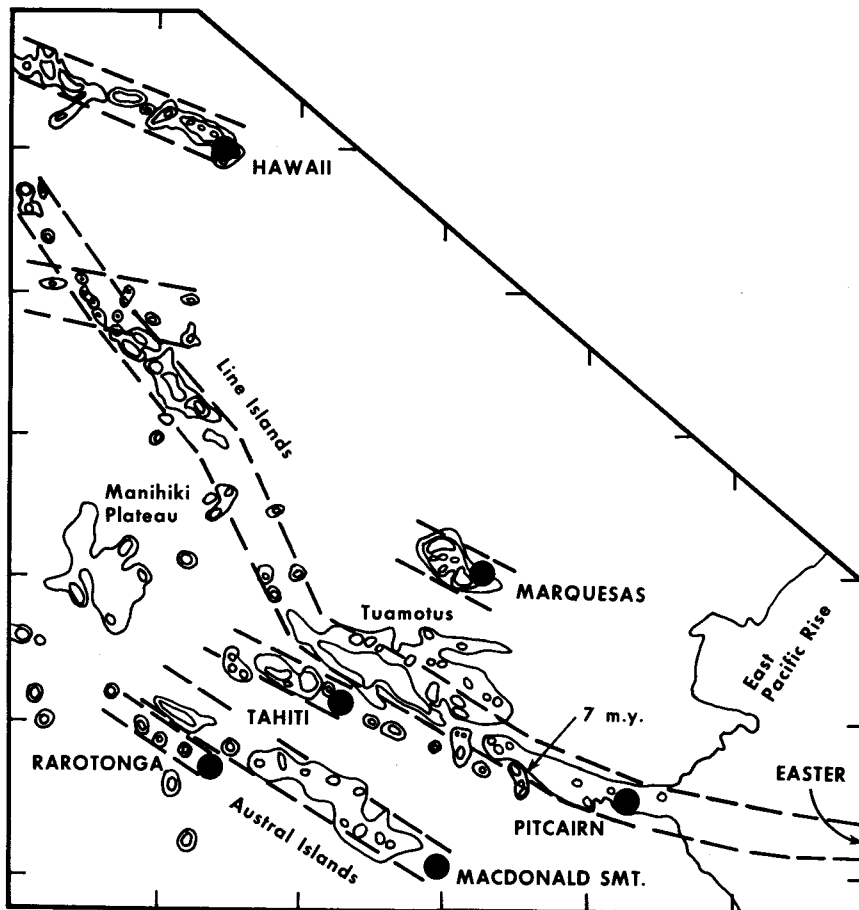 HAWAII
Line Islands
Manihiki
Plateau
MARQUESAS
Tuamotus
East
Pacific Rise
TAHITI
7 m.y.
RAROTONGA
EASTER
Austral Islands
PITCAIRN
MACDONALD SMT.